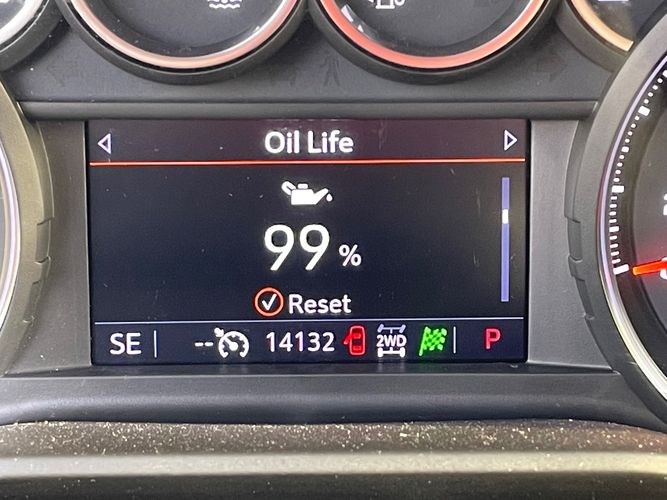 Oil Life
99 %
Reset
SE -- 14132 2WD P